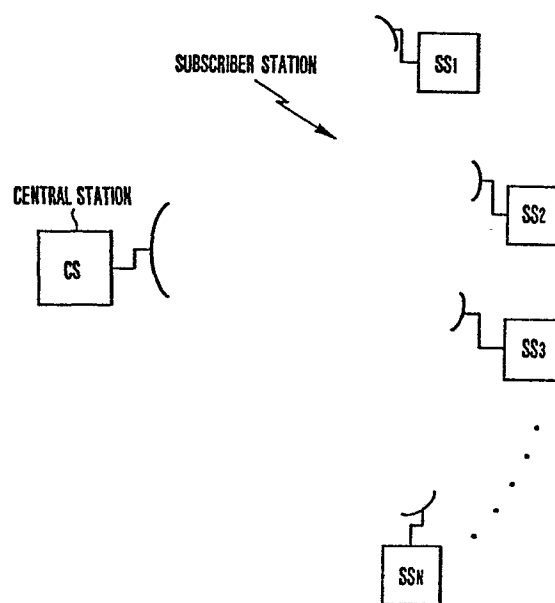 SUBSCRIBER STATION
SS1
CENTRAL STATION
CS
SS2
SS3
SSN